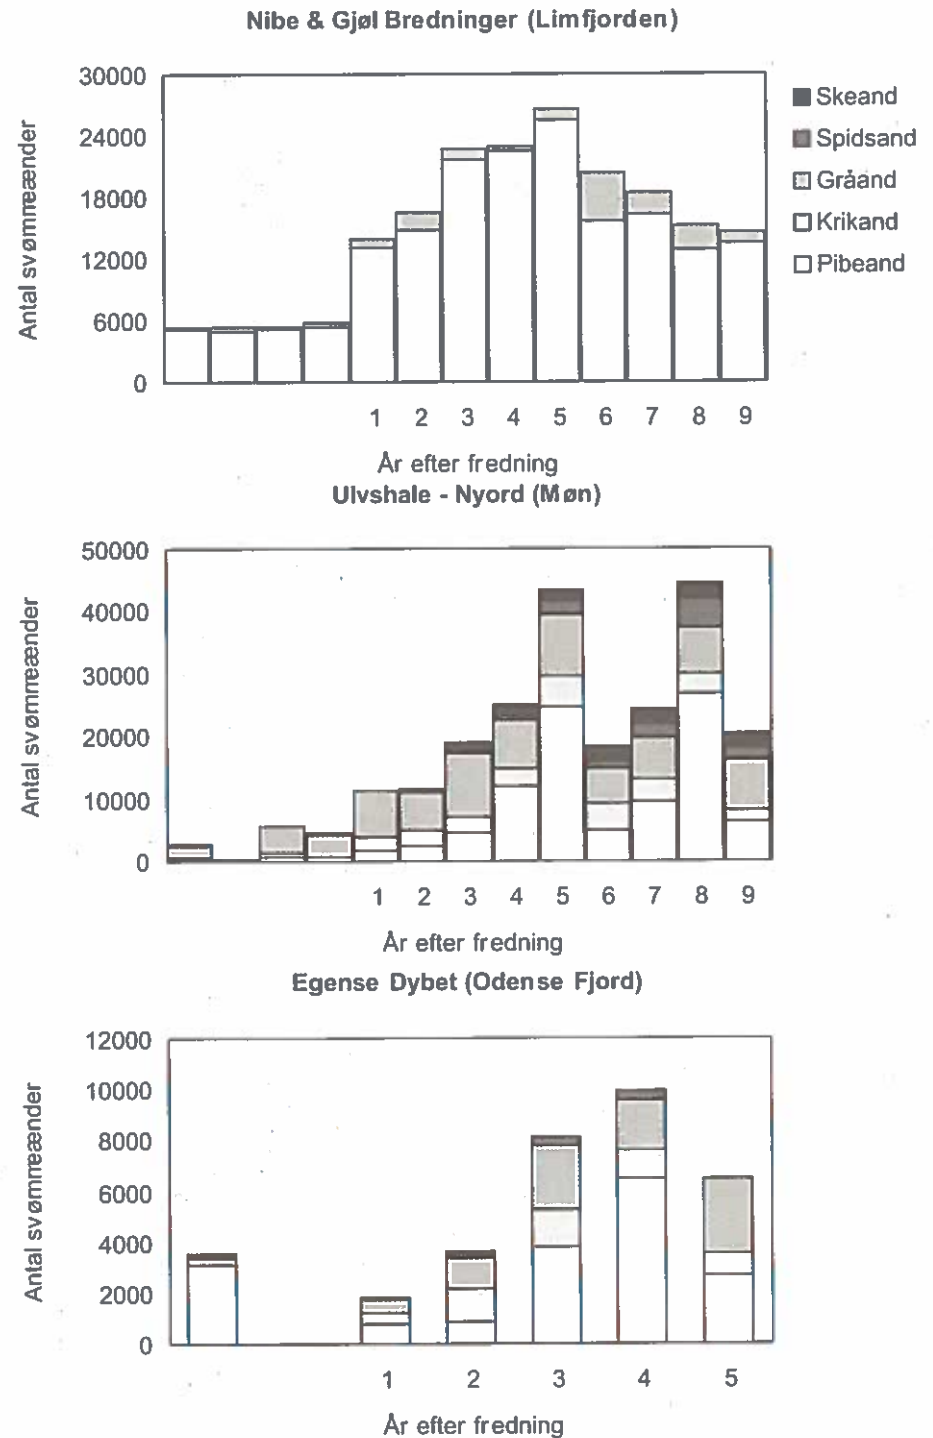 Nibe & Gjøl Bredninger (Limfjorden)
30000
24000
18000
12000
6000
0
Antal svømmeænder
Skeand
Spidsand
Gråand
Krikand
Pibeand
1 2 3 4 5 6 7 8 9
År efter fredning
Ulvshale - Nyord (Møn)
50000
40000
30000
20000
10000
0
Antal svømmeænder
1 2 3 4 5 6 7 8 9
År efter fredning
Egense Dybet (Odense Fjord)
12000
10000
8000
6000
4000
2000
0
Antal svømmeænder
1 2 3 4 5
År efter fredning